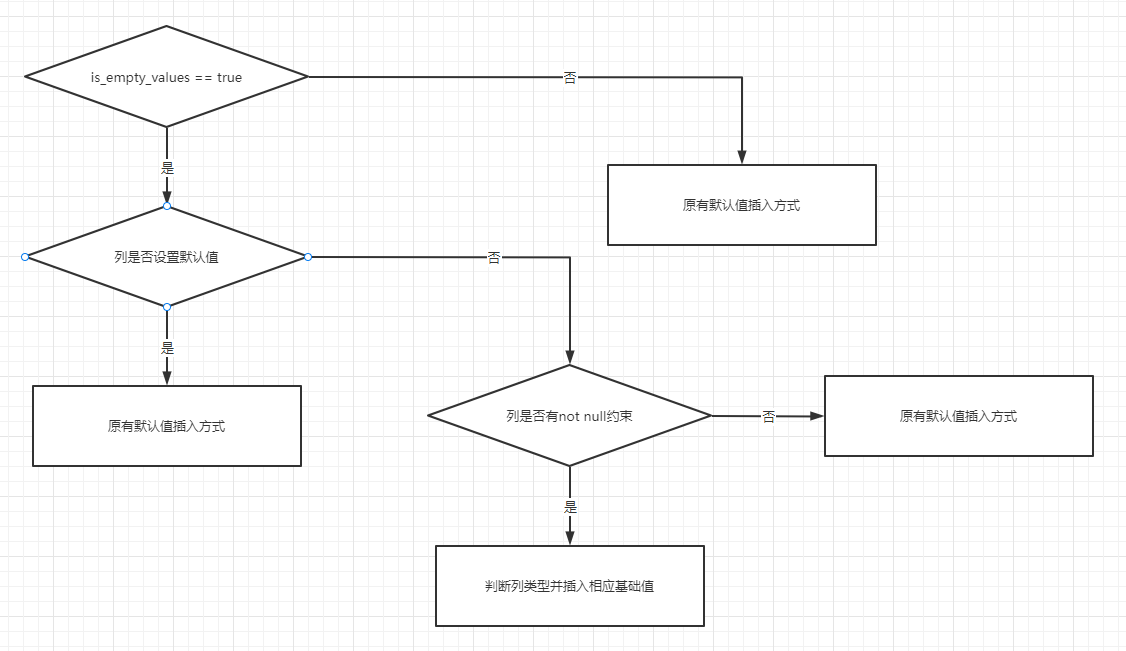 is_empty_values == true
否
是
原有默认值插入方式
列是否设置默认值
否
是
原有默认值插入方式
列是否有not null约束
否
原有默认值插入方式
是
判断列类型并插入相应基础值